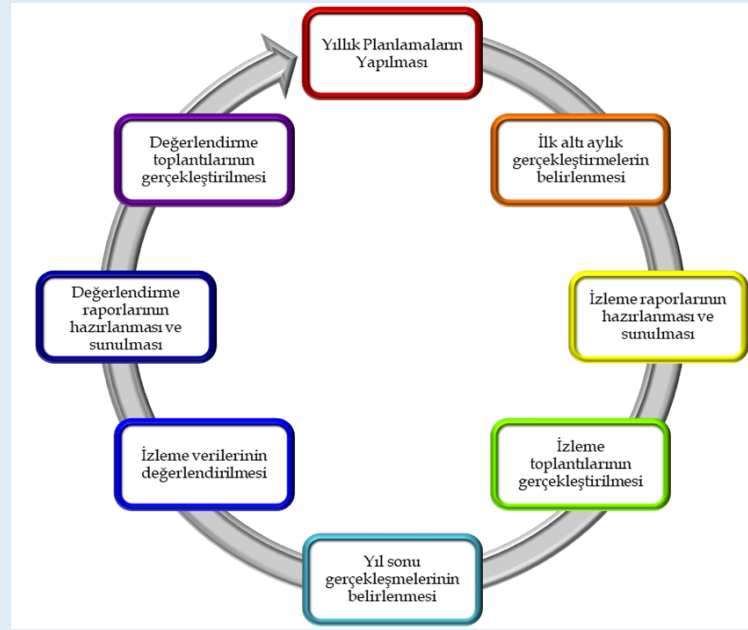 Yıllık Planlamaların
Yapılması
İlk altı aylık
gerçekleştirmelerin
belirlenmesi
İzleme raporlarının
hazırlanması ve
sunulması
İzleme
toplantılarının
gerçekleştirilmesi
Yıl sonu
gerçekleşmelerinin
belirlenmesi
İzleme verilerinin
değerlendirilmesi
Değerlendirme
raporlarının
hazırlanması ve
sunulması
Değerlendirme
toplantılarının
gerçekleştirilmesi